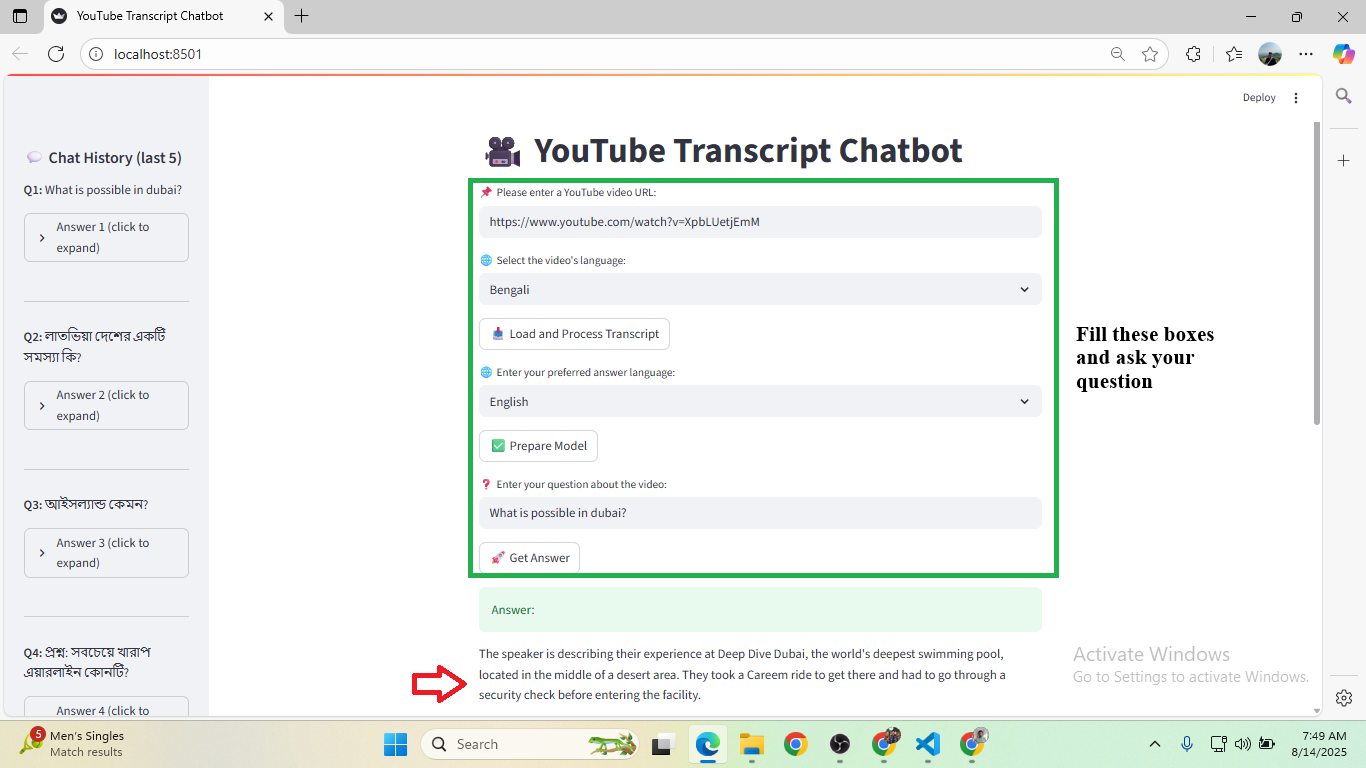 YouTube Transcript Chatbot
localhost:8501
Deploy
Chat History (last 5)
Q1: What is possible in dubai?
Answer 1 (click to
expand)
Q2: লাতভিয়া দেশের একটি
সমস্যা কি?
Answer 2 (click to
expand)
Q3: আইসল্যান্ড কেমন?
Answer 3 (click to
expand)
Q4: প্রশ্ন: সবচেয়ে খারাপ
এয়ারলাইন কোনটি?
Answer 4 (click to
YouTube Transcript Chatbot
Please enter a YouTube video URL:
https://www.youtube.com/watch?v=XpbLUetjEmM
Select the video's language:
Bengali
Load and Process Transcript
Enter your preferred answer language:
English
Prepare Model
Enter your question about the video:
What is possible in dubai?
Get Answer
Answer:
The speaker is describing their experience at Deep Dive Dubai, the world's deepest swimming pool,
located in the middle of a desert area. They took a Careem ride to get there and had to go through a
security check before entering the facility.
Fill these boxes
and ask your
question
Activate Windows
Go to Settings to activate Windows.
5
Men's Singles
Match results
Search
7:49 AM
8/14/2025